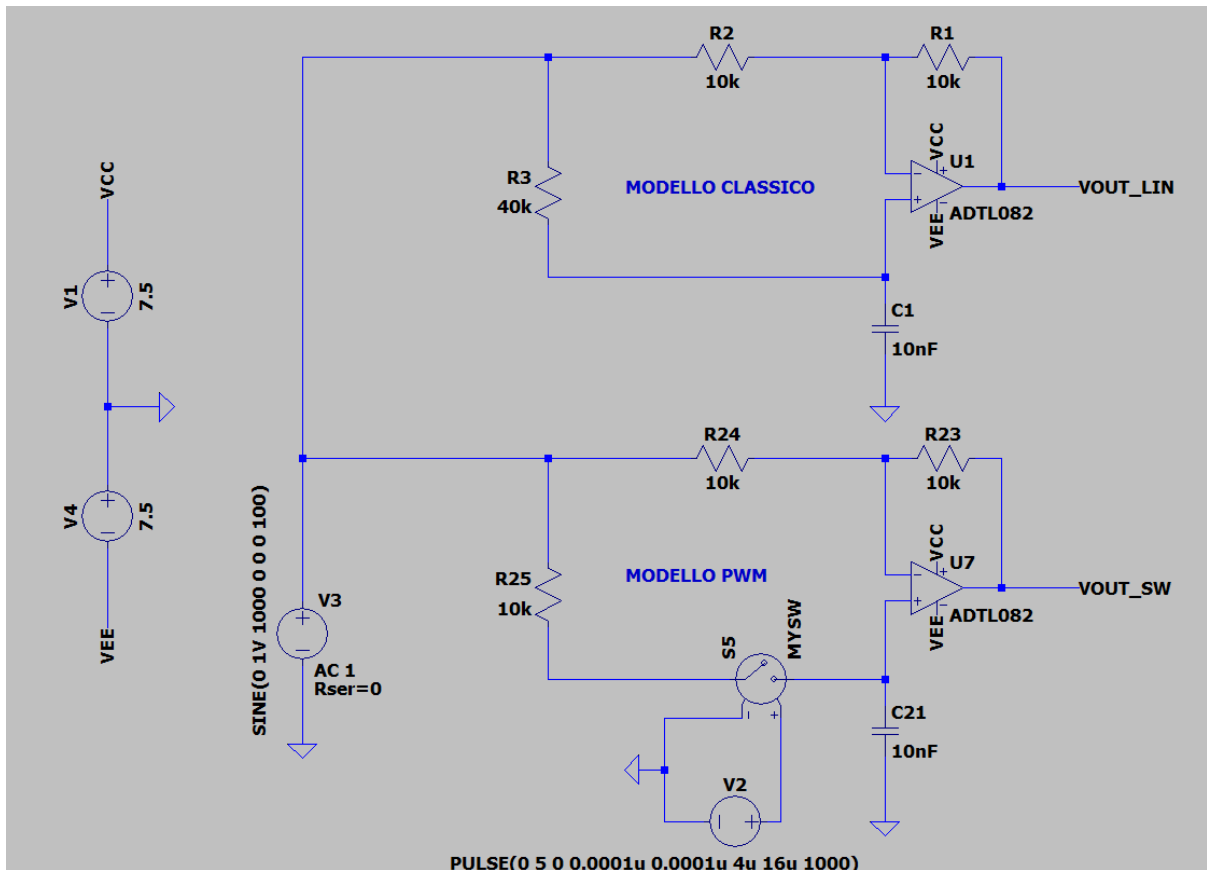 R2
10k
R1
10k
VCC
U1
ADTL082
VEE
VOUT_LIN
R3
40k
MODELLO CLASSICO
VCC
V1
7.5
C1
10nF
V4
7.5
VEE
R24
10k
R23
10k
VCC
U7
ADTL082
VEE
VOUT_SW
SINE(0 1V 1000 0 0 0 100)
V3
AC 1
Rser=0
R25
10k
MODELLO PWM
S5
MYSW
C21
10nF
V2
PULSE(0 5 0 0.0001u 0.0001u 4u 16u 1000)